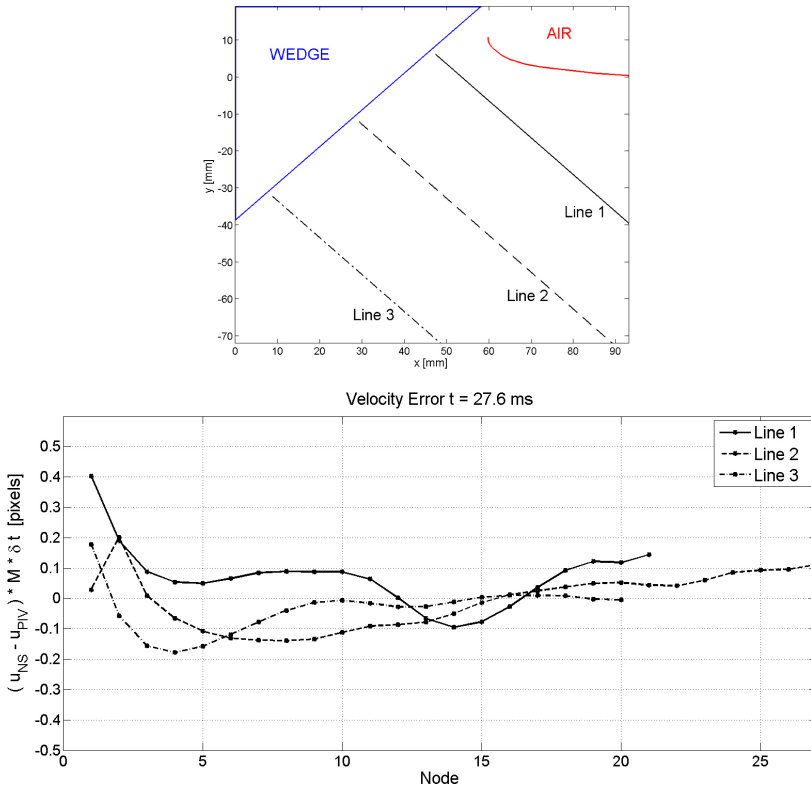 WEDGE
AIR
Line 1
Line 2
Line 3
y [mm]
10
0
-10
-20
-30
-40
-50
-60
-70
0
10
20
30
40
50
60
70
80
90
x [mm]
Velocity Error t = 27.6 ms
Line 1
Line 2
Line 3
( u_NS - u_PIV ) * M * δ t [pixels]
0.5
0.4
0.3
0.2
0.1
0
-0.1
-0.2
-0.3
-0.4
-0.5
0
5
10
15
20
25
Node